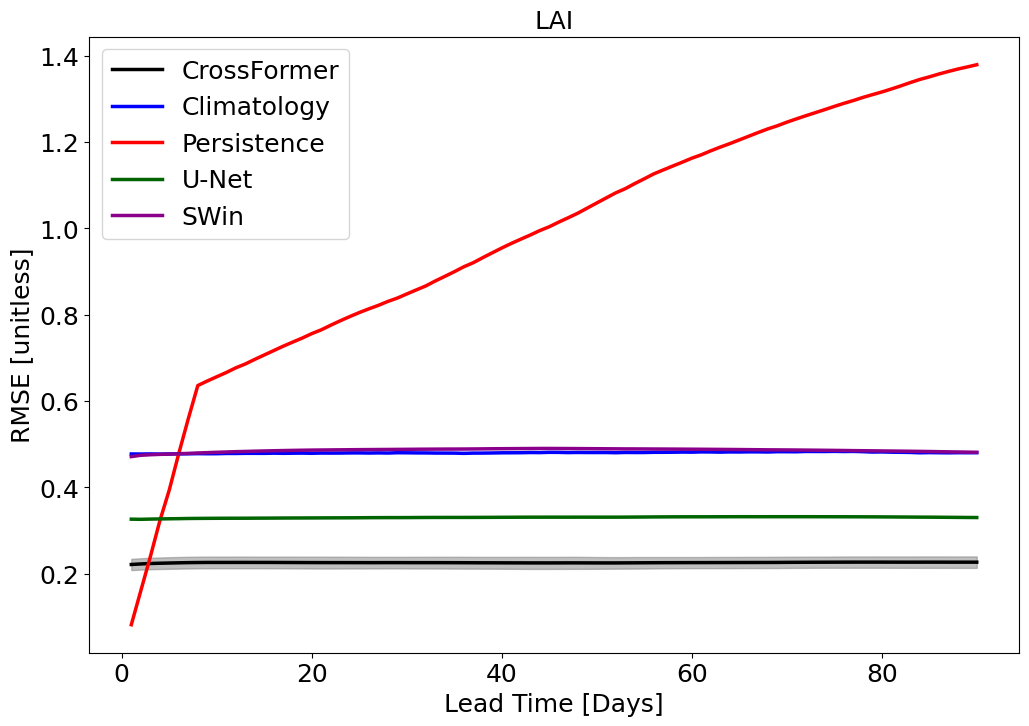 LAI
CrossFormer
Climatology
Persistence
U-Net
SWin
RMSE [unitless]
1.4
1.2
1.0
0.8
0.6
0.4
0.2
0
20
40
60
80
Lead Time [Days]